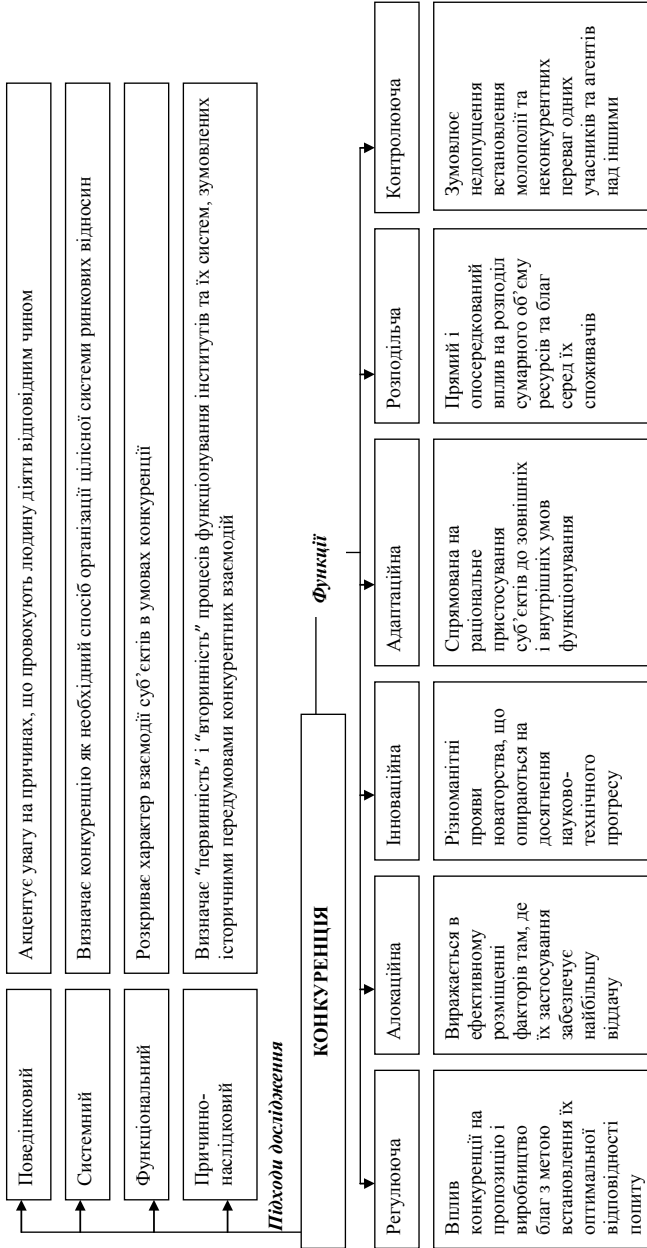 Поведінковий
Акцентує увагу на причинах, що провокують людину діяти відповідним чином
Системний
Визначає конкуренцію як необхідний спосіб організації цілісної системи ринкових відносин
Функціональний
Розкриває характер взаємодії суб’єктів в умовах конкуренції
Причинно-
наслідковий
Визначає “первинність” і “вторинність” процесів функціонування інститутів та їх систем, зумовлених
історичними передумовами конкурентних взаємодій
Підходи дослідження
КОНКУРЕНЦІЯ
Функції
Регулююча
Вплив
конкуренції на
пропозицію і
виробництво
благ з метою
встановлення їх
оптимальної
відповідності
попиту
Алокаційна
Виражається в
ефективному
розміщенні
факторів там, де
їх застосування
забезпечує
найбільшу
віддачу
Інноваційна
Різноманітні
прояви
новаторства, що
опираються на
досягнення
науково-
технічного
прогресу
Адаптаційна
Спрямована на
раціональне
пристосування
суб’єктів до зовнішніх
і внутрішніх умов
функціонування
Розподільча
Прямий і
опосередкований
вплив на розподіл
сумарного об’єму
ресурсів та благ
серед їх
споживачів
Контролююча
Зумовлює
недопущення
встановлення
молополії та
неконкурентних
переваг одних
учасників та агентів
над іншими